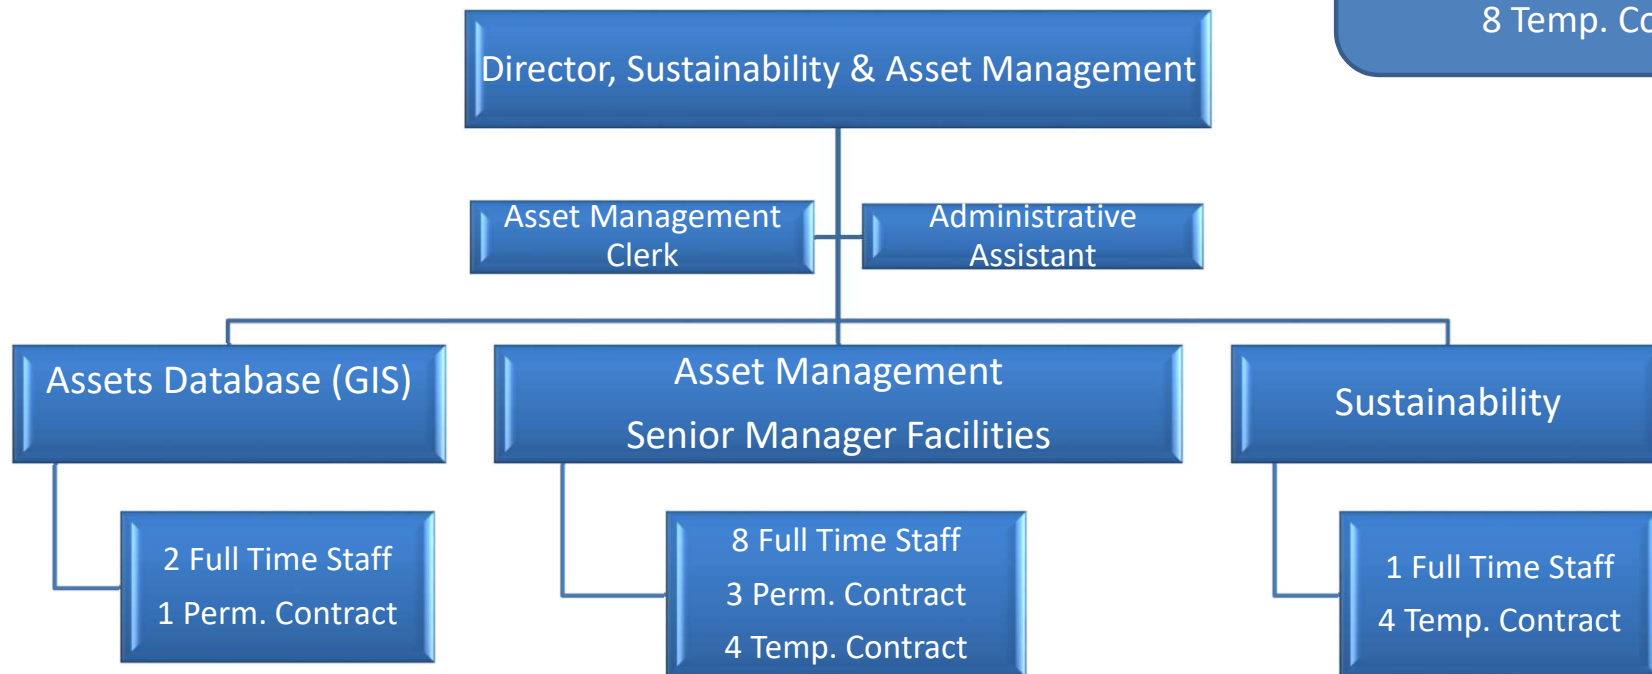 8 Temp. Co
Director, Sustainability & Asset Management
Asset Management
Clerk
Administrative
Assistant
Assets Database (GIS)
Asset Management
Senior Manager Facilities
Sustainability
2 Full Time Staff
1 Perm. Contract
8 Full Time Staff
3 Perm. Contract
4 Temp. Contract
1 Full Time Staff
4 Temp. Contract